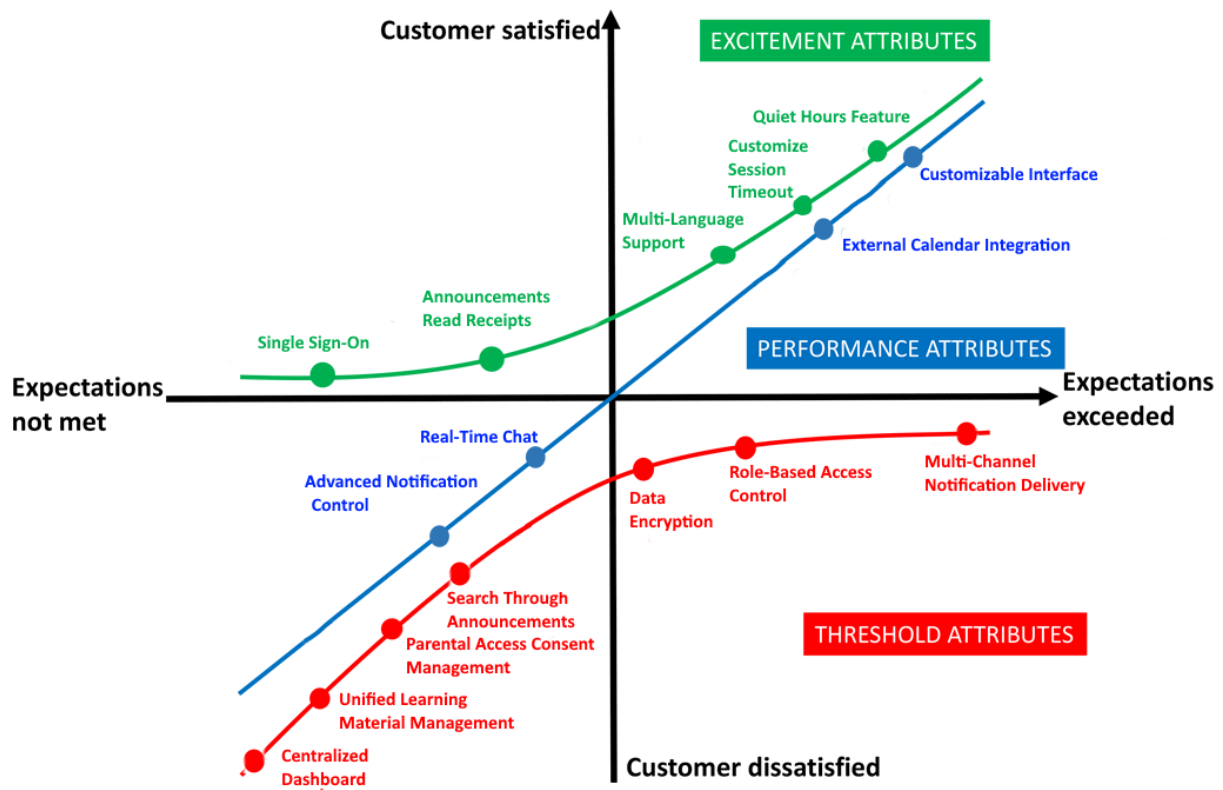 Customer satisfied
EXCITEMENT ATTRIBUTES
Quiet Hours Feature
Customize
Session
Timeout
Customizable Interface
Multi-Language
Support
External Calendar Integration
Announcements
Read Receipts
Single Sign-On
PERFORMANCE ATTRIBUTES
Expectations
not met
Expectations
exceeded
Real-Time Chat
Advanced Notification
Control
Data
Encryption
Role-Based Access
Control
Multi-Channel
Notification Delivery
Search Through
Announcements
Parental Access Consent
Management
THRESHOLD ATTRIBUTES
Unified Learning
Material Management
Centralized
Dashboard
Customer dissatisfied